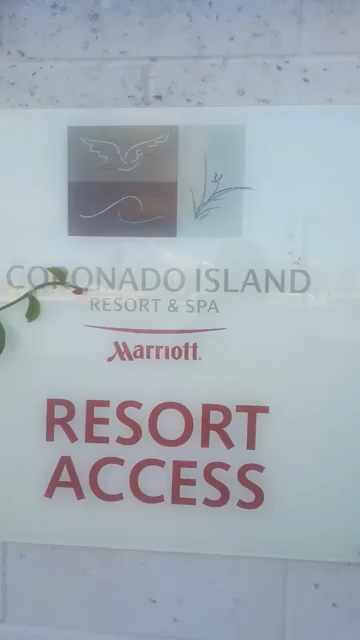 CORONADO ISLAND
RESORT & SPA
Marriott.
RESORT
ACCESS